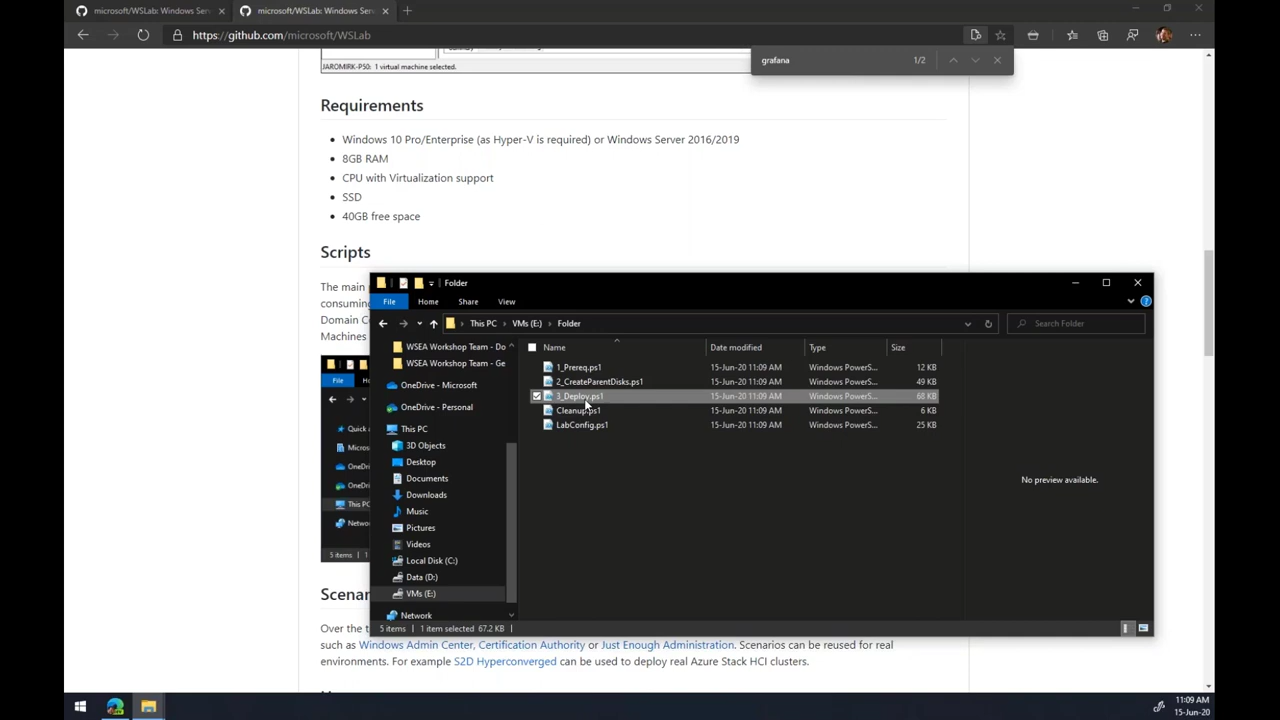 microsoft/WSLab: Windows Serv
microsoft/WSLab: Windows Serv
https://github.com/microsoft/WSLab
grafana
1/2
JAROMIRK-P50: 1 virtual machine selected.
Requirements
Windows 10 Pro/Enterprise (as Hyper-V is required) or Windows Server 2016/2019
8GB RAM
CPU with Virtualization support
SSD
40GB free space
Scripts
The main
consuming
Domain C
Machines
File
Quick
Micros
OneDri
OneDri
This PC
Netwo
5 items
Folder
File Home Share View
This PC VMs (E:) Folder
Search Folder
WSEA Workshop Team - Do
WSEA Workshop Team - Ge
OneDrive - Microsoft
OneDrive - Personal
This PC
3D Objects
Desktop
Documents
Downloads
Music
Pictures
Videos
Local Disk (C:)
Data (D:)
VMs (E:)
Network
Name Date modified Type Size
1_Prereq.ps1 15-Jun-20 11:09 AM Windows PowerS... 12 KB
2_CreateParentDisks.ps1 15-Jun-20 11:09 AM Windows PowerS... 49 KB
3_Deploy.ps1 15-Jun-20 11:09 AM Windows PowerS... 68 KB
Cleanup.ps1 15-Jun-20 11:09 AM Windows PowerS... 6 KB
LabConfig.ps1 15-Jun-20 11:09 AM Windows PowerS... 25 KB
No preview available.
5 items 1 item selected 67.2 KB
Scenar
Over the t
such as Windows Admin Center, Certification Authority or Just Enough Administration. Scenarios can be reused for real
environments. For example S2D Hyperconverged can be used to deploy real Azure Stack HCI clusters.
11:09 AM
15-Jun-20